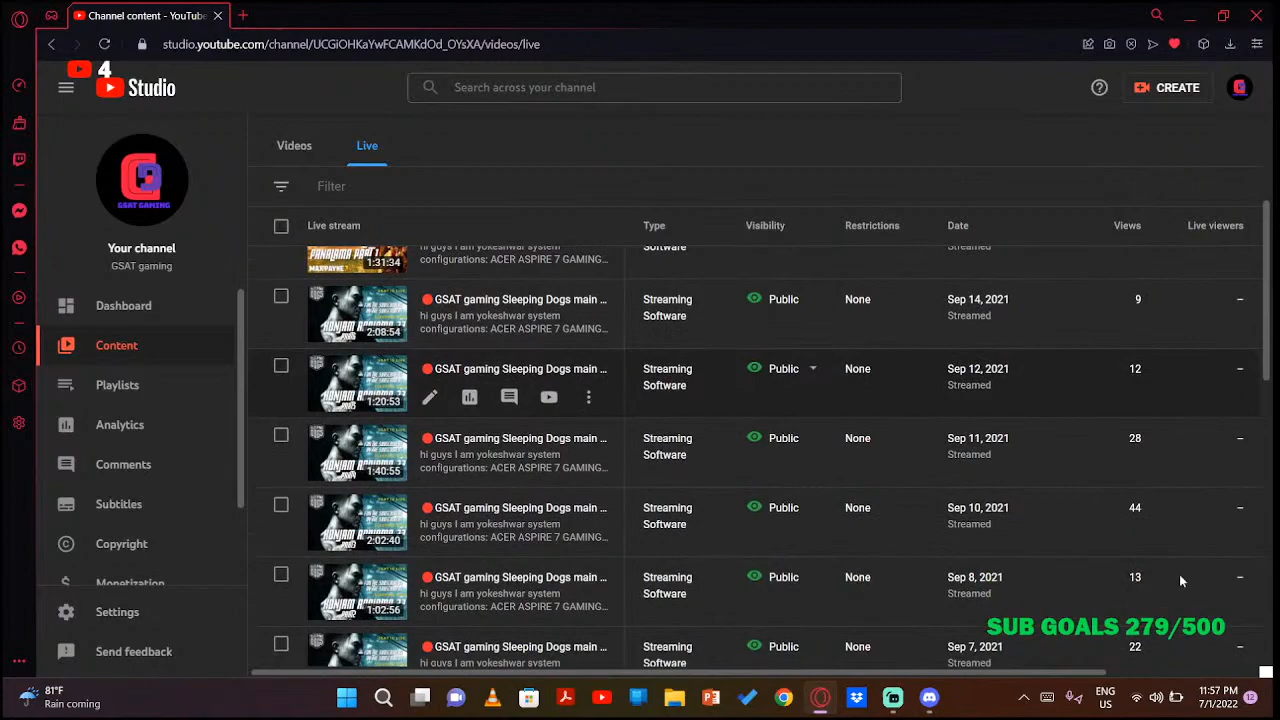 Channel content - YouTube
studio.youtube.com/channel/UCGiOHKaYwFCAMKdOd_OYsXA/videos/live
4
Studio
Search across your channel
CREATE
GSAT GAMING
Your channel
GSAT gaming
Dashboard
Content
Playlists
Analytics
Comments
Subtitles
Copyright
Monetization
Settings
Send feedback
Videos
Live
Filter
Live stream
Type
Visibility
Restrictions
Date
Views
Live viewers
PANALAMA PART 1
MAXPAYNE
1:31:34
hi guys I am yokeshwar system
configurations: ACER ASPIRE 7 GAMING...
Software
Streamed
2:08:54
GSAT gaming Sleeping Dogs main ...
hi guys I am yokeshwar system
configurations: ACER ASPIRE 7 GAMING...
Streaming
Software
Public
None
Sep 14, 2021
Streamed
9
–
1:20:53
GSAT gaming Sleeping Dogs main ...
Streaming
Software
Public
None
Sep 12, 2021
Streamed
12
–
1:40:55
GSAT gaming Sleeping Dogs main ...
hi guys I am yokeshwar system
configurations: ACER ASPIRE 7 GAMING...
Streaming
Software
Public
None
Sep 11, 2021
Streamed
28
–
2:02:40
GSAT gaming Sleeping Dogs main ...
hi guys I am yokeshwar system
configurations: ACER ASPIRE 7 GAMING...
Streaming
Software
Public
None
Sep 10, 2021
Streamed
44
–
1:02:56
GSAT gaming Sleeping Dogs main ...
hi guys I am yokeshwar system
configurations: ACER ASPIRE 7 GAMING...
Streaming
Software
Public
None
Sep 8, 2021
Streamed
13
–
GSAT gaming Sleeping Dogs main ...
hi guys I am yokeshwar system
Streaming
Software
Public
None
Sep 7, 2021
Streamed
22
–
SUB GOALS 279/500
81°F
Rain coming
ENG
US
11:57 PM
7/1/2022
12